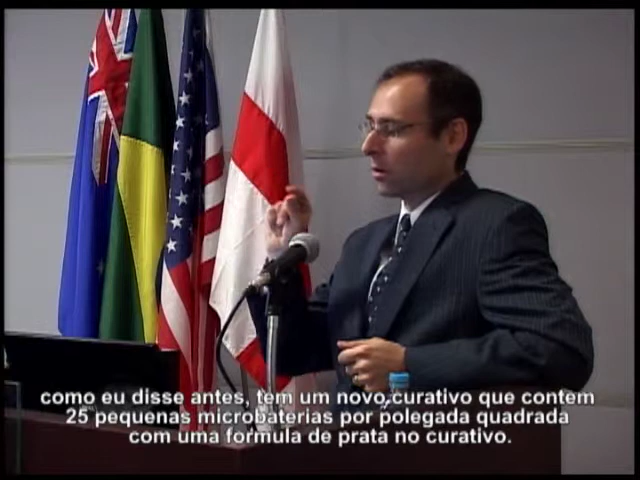 como eu disse antes, tem um novo curativo que contem
25 pequenas microbaterias por polegada quadrada
com uma formula de prata no curativo.